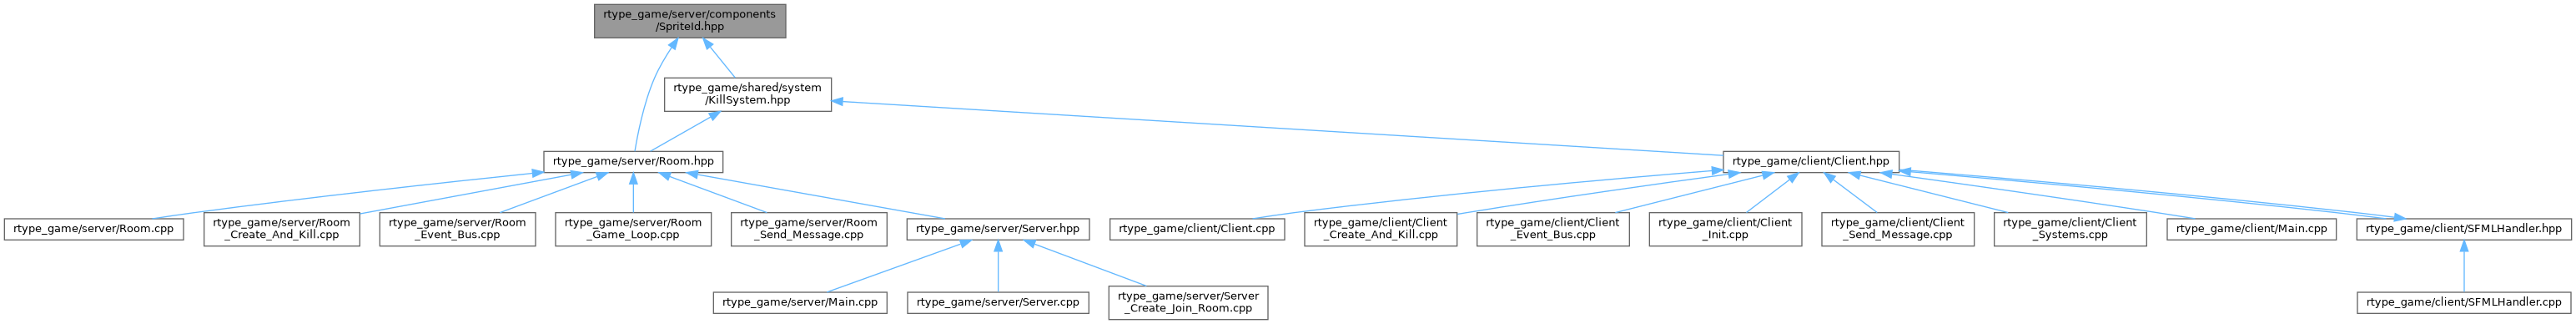 rtype_game/server/components
/SpriteId.hpp
rtype_game/shared/system
/KillSystem.hpp
rtype_game/server/Room.hpp
rtype_game/client/Client.hpp
rtype_game/server/Room.cpp
rtype_game/server/Room
_Create_And_Kill.cpp
rtype_game/server/Room
_Event_Bus.cpp
rtype_game/server/Room
_Game_Loop.cpp
rtype_game/server/Room
_Send_Message.cpp
rtype_game/server/Server.hpp
rtype_game/client/Client.cpp
rtype_game/client/Client
_Create_And_Kill.cpp
rtype_game/client/Client
_Event_Bus.cpp
rtype_game/client/Client
_Init.cpp
rtype_game/client/Client
_Send_Message.cpp
rtype_game/client/Client
_Systems.cpp
rtype_game/client/Main.cpp
rtype_game/client/SFMLHandler.hpp
rtype_game/server/Main.cpp
rtype_game/server/Server.cpp
rtype_game/server/Server
_Create_Join_Room.cpp
rtype_game/client/SFMLHandler.cpp